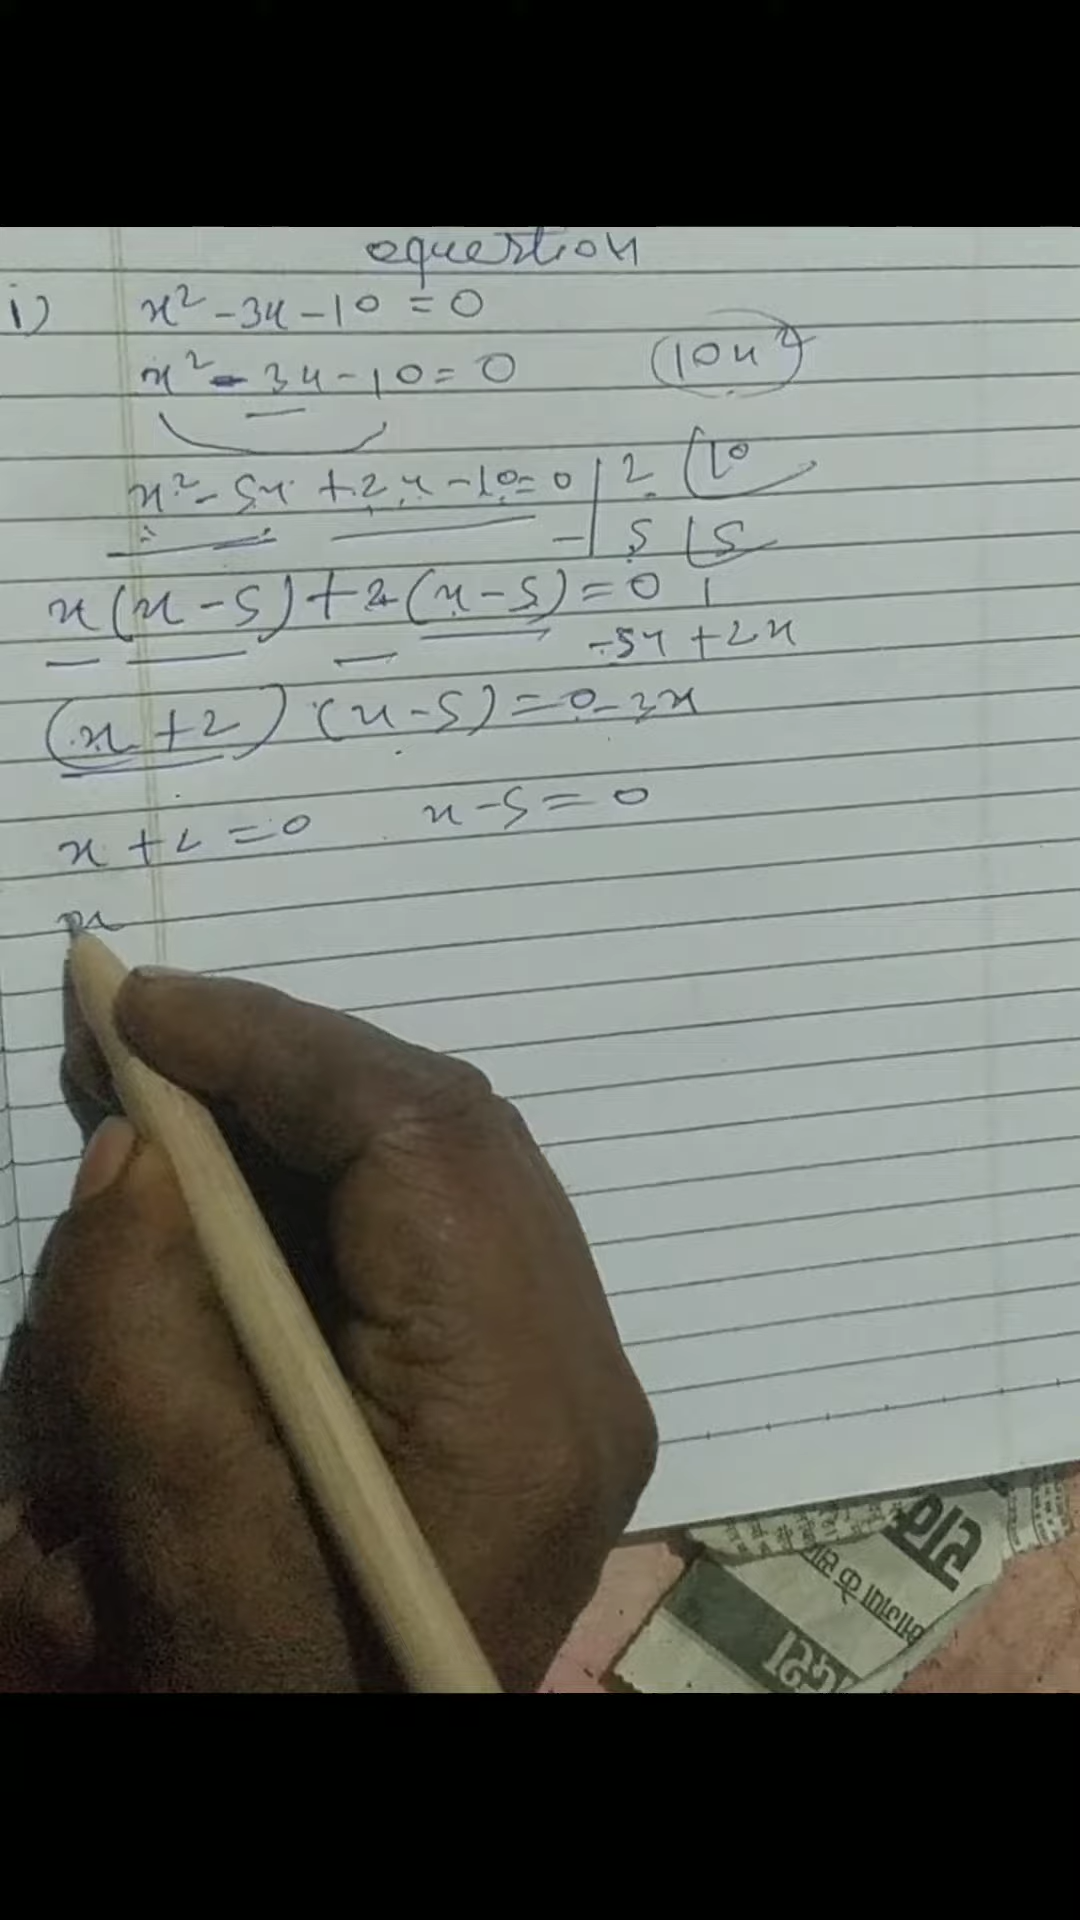 equestion
i) x² - 3x - 10 = 0
x² - 3x - 10 = 0 (10x²)
x² - 5x + 2x - 10 = 0 2 | 10
- 5 | 5
x(x - 5) + 2(x - 5) = 0 1
-5x + 2x
(x + 2) (x - 5) = 0 - 3x
x + 2 = 0 x - 5 = 0
x